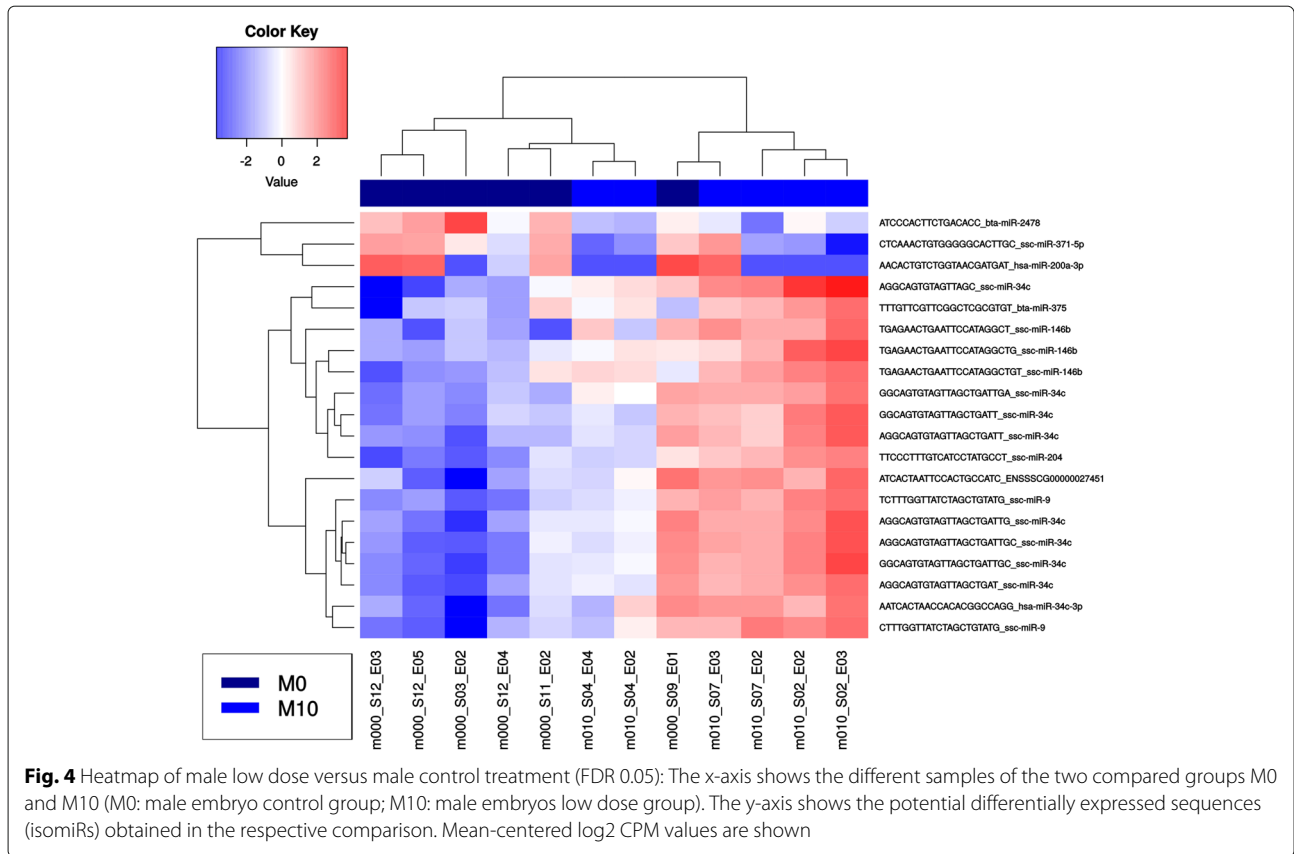 Color Key
-2 0 2
Value
ATCCCACTTCTGACACC_bta-miR-2478
CTCAAACTGTGGGGGCACTTGC_ssc-miR-371-5p
AACACTGTCTGGTAACGATGAT_hsa-miR-200a-3p
AGGCAGTGTAGTTAGC_ssc-miR-34c
TTTGTTCGTTCGGCTCGCGTGT_bta-miR-375
TGAGAACTGAATTCCATAGGCT_ssc-miR-146b
TGAGAACTGAATTCCATAGGCTG_ssc-miR-146b
TGAGAACTGAATTCCATAGGCTGT_ssc-miR-146b
GGCAGTGTAGTTAGCTGATTGA_ssc-miR-34c
GGCAGTGTAGTTAGCTGATT_ssc-miR-34c
AGGCAGTGTAGTTAGCTGATT_ssc-miR-34c
TTCCCTTTGTCATCCTATGCCT_ssc-miR-204
ATCACTAATTCCACTGCCATC_ENSSSCG00000027451
TCTTTGGTTATCTAGCTGTATG_ssc-miR-9
AGGCAGTGTAGTTAGCTGATTG_ssc-miR-34c
AGGCAGTGTAGTTAGCTGATTGC_ssc-miR-34c
GGCAGTGTAGTTAGCTGATTGC_ssc-miR-34c
AGGCAGTGTAGTTAGCTGAT_ssc-miR-34c
AATCACTAACCACACGGCCAGG_hsa-miR-34c-3p
CTTTGGTTATCTAGCTGTATG_ssc-miR-9
M0
M10
m000_S12_E03
m000_S12_E05
m000_S03_E02
m000_S12_E04
m000_S11_E02
m010_S04_E04
m010_S04_E02
m000_S09_E01
m010_S07_E03
m010_S07_E02
m010_S02_E02
m010_S02_E03
Fig. 4 Heatmap of male low dose versus male control treatment (FDR 0.05): The x-axis shows the different samples of the two compared groups M0
and M10 (M0: male embryo control group; M10: male embryos low dose group). The y-axis shows the potential differentially expressed sequences
(isomiRs) obtained in the respective comparison. Mean-centered log2 CPM values are shown